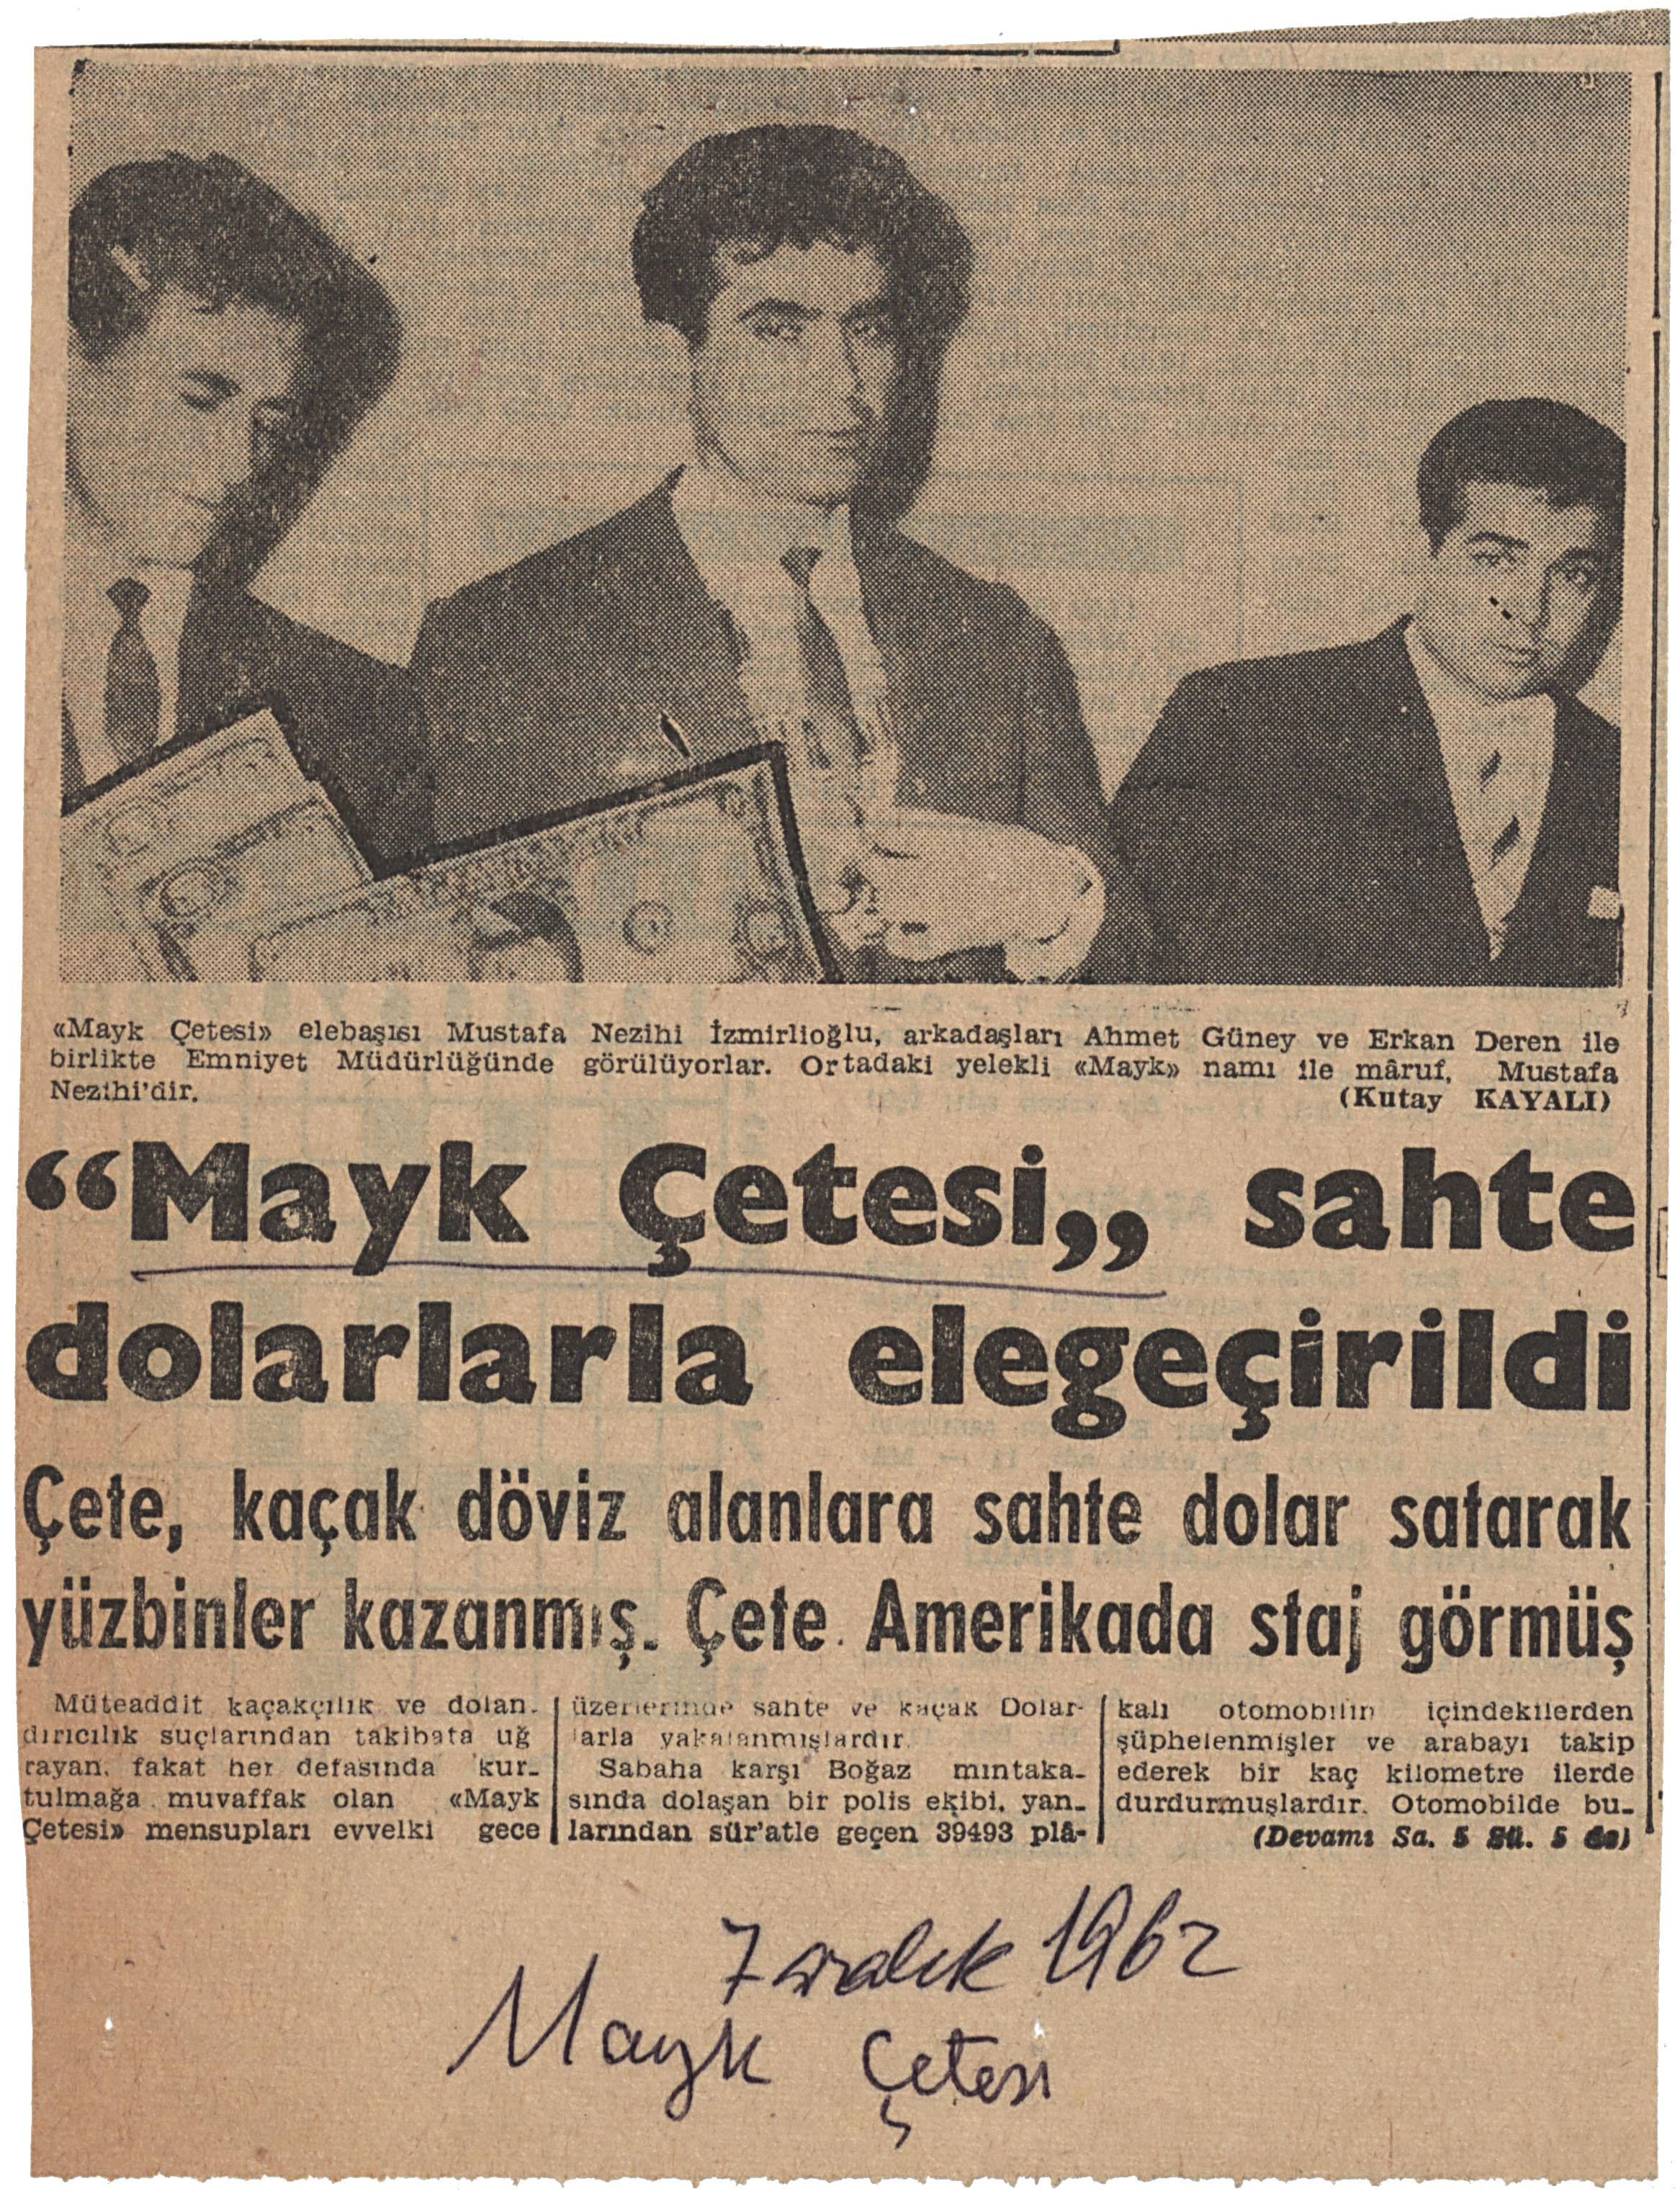 «Mayk Çetesi» elebaşısı Mustafa Nezihi İzmirlioğlu, arkadaşları Ahmet Güney ve Erkan Deren ile
birlikte Emniyet Müdürlüğünde görülüyorlar. Ortadaki yelekli «Mayk» namı ile mâruf, Mustafa
Nezihi'dir. (Kutay KAYALI)
“Mayk Çetesi„ sahte
dolarlarla elegeçirildi
Çete, kaçak döviz alanlara sahte dolar satarak
yüzbinler kazanmış. Çete Amerikada staj görmüş
Müteaddit kaçakçılık ve dolan-
dırıcılık suçlarından takibata uğ
rayan, fakat her defasında kur-
tulmağa muvaffak olan «Mayk
Çetesi» mensupları evvelki gece
üzerlerinde sahte ve kaçak Dolar-
larla yakalanmışlardır.
Sabaha karşı Boğaz mıntaka-
sında dolaşan bir polis ekibi, yan-
larından sür'atle geçen 39493 plâ-
kalı otomobilin içindekilerden
şüphelenmişler ve arabayı takip
ederek bir kaç kilometre ilerde
durdurmuşlardır. Otomobilde bu-
(Devamı Sa. 5 Sü. 5 de)
7 aralık 1962
Mayk Çetesi